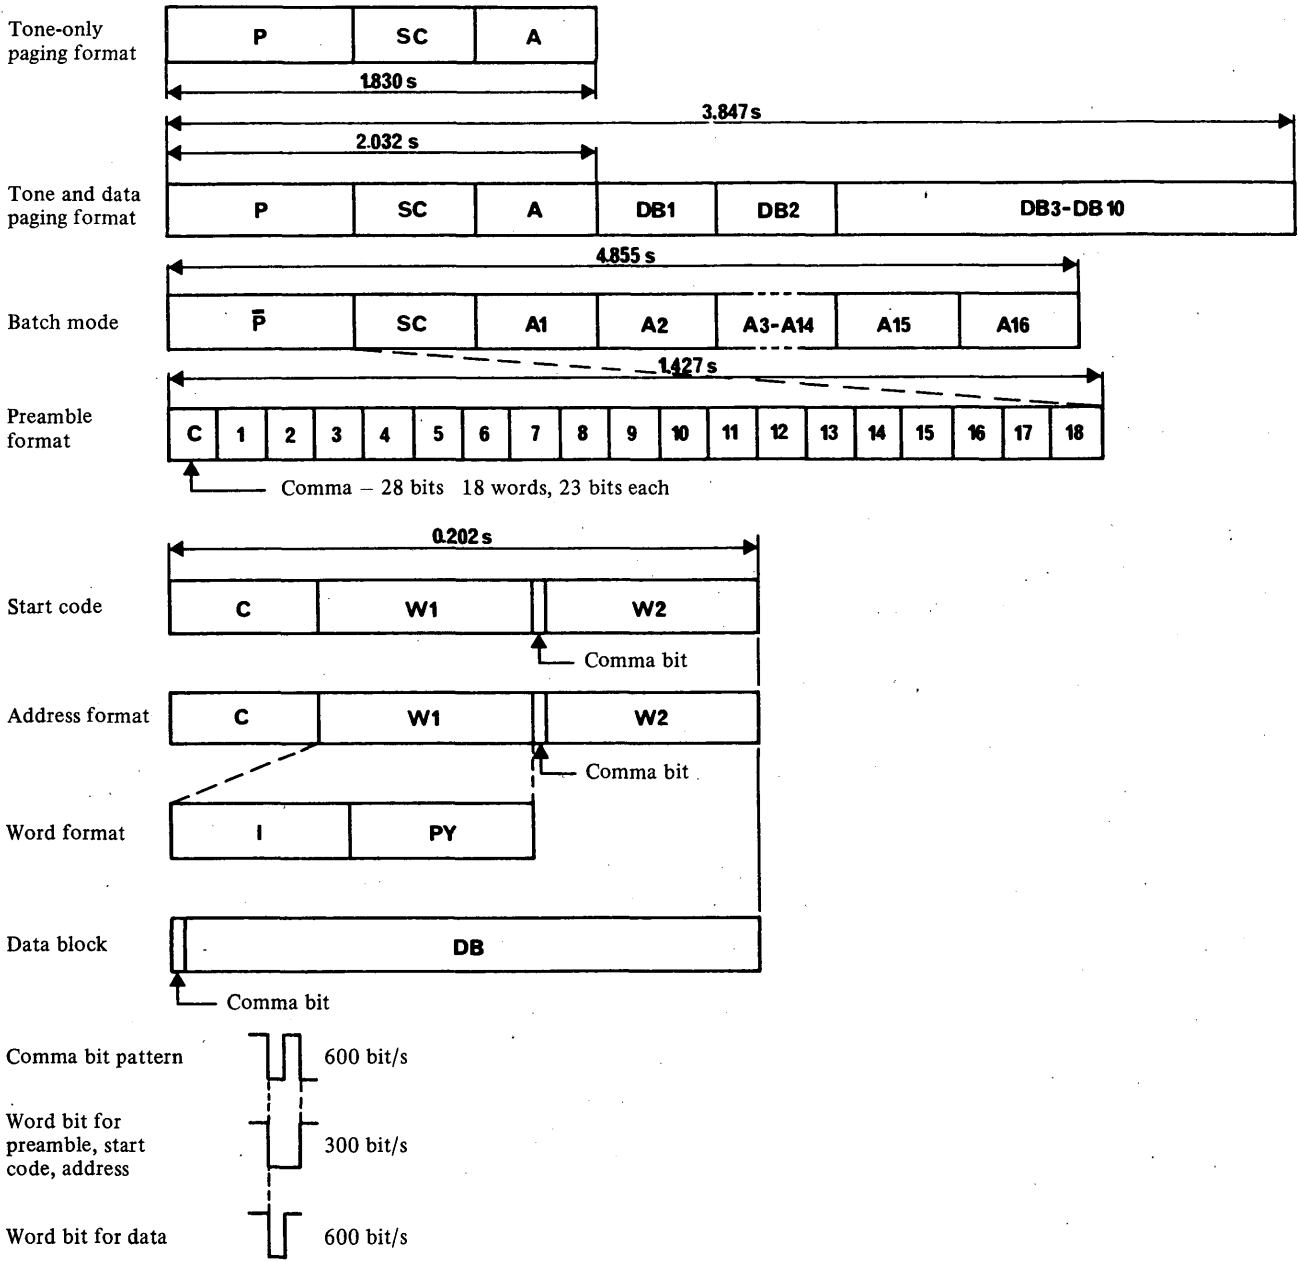 Tone-only
paging format
P SC A
1.830 s
3.847 s
2.032 s
Tone and data
paging format
P SC A DB1 DB2 DB3-DB10
4.855 s
Batch mode
P̅ SC A1 A2 A3-A14 A15 A16
1.427 s
Preamble
format
C 1 2 3 4 5 6 7 8 9 10 11 12 13 14 15 16 17 18
Comma – 28 bits 18 words, 23 bits each
0.202 s
Start code
C W1 W2
Comma bit
Address format
C W1 W2
Comma bit
Word format
I PY
Data block
DB
Comma bit
Comma bit pattern
600 bit/s
Word bit for
preamble, start
code, address
300 bit/s
Word bit for data
600 bit/s